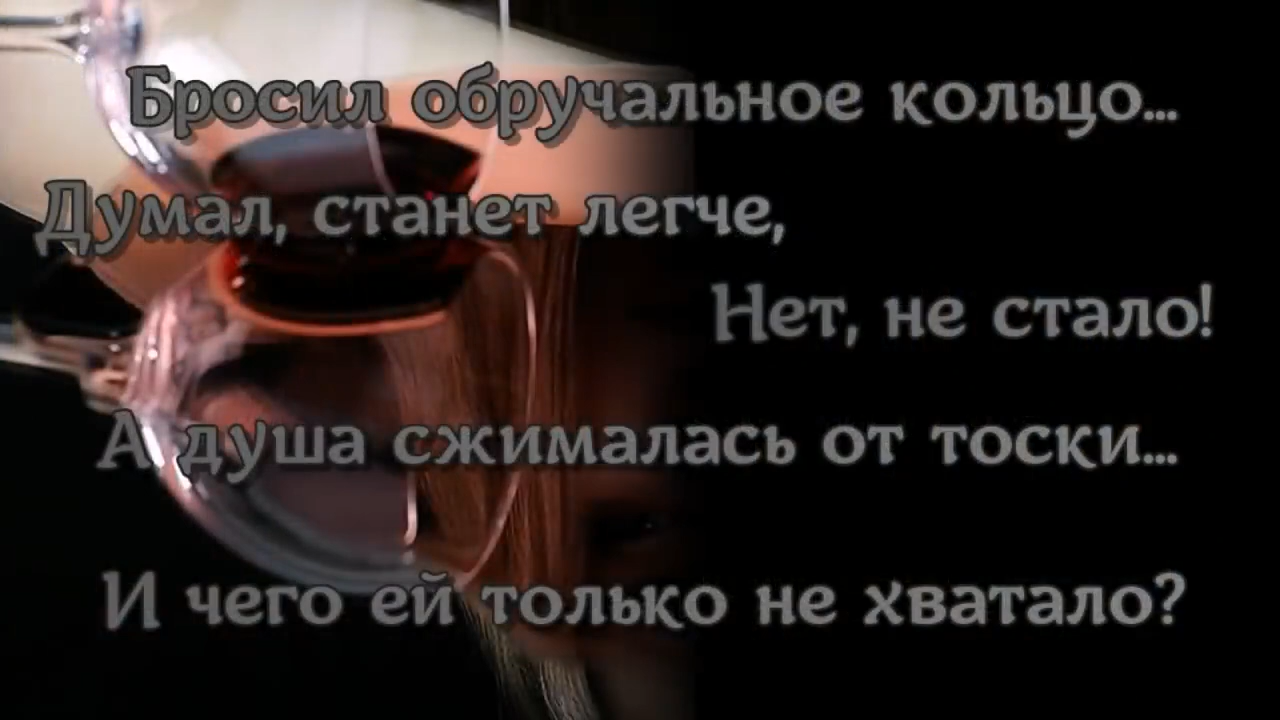 Бросил обручальное кольцо...
Думал, станет легче,
Нет, не стало!
А душа сжималась от тоски...
И чего ей только не хватало?